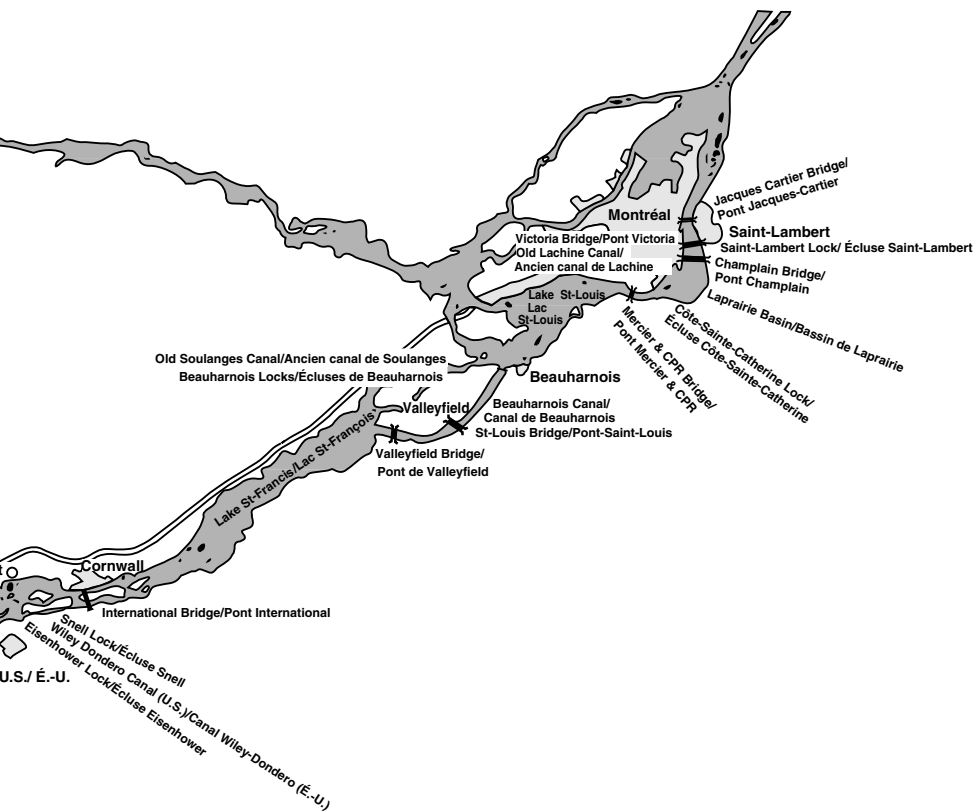 Jacques Cartier Bridge/
Pont Jacques-Cartier
Montréal
Saint-Lambert
Victoria Bridge/Pont Victoria
Saint-Lambert Lock/ Écluse Saint-Lambert
Old Lachine Canal/
Ancien canal de Lachine
Champlain Bridge/
Pont Champlain
Laprairie Basin/Bassin de Laprairie
Lake St-Louis
Lac
St-Louis
Côte-Sainte-Catherine Lock/
Écluse Côte-Sainte-Catherine
Mercier & CPR Bridge/
Pont Mercier & CPR
Old Soulanges Canal/Ancien canal de Soulanges
Beauharnois Locks/Écluses de Beauharnois
Beauharnois
Valleyfield
Beauharnois Canal/
Canal de Beauharnois
St-Louis Bridge/Pont-Saint-Louis
Valleyfield Bridge/
Pont de Valleyfield
Lake St-Francis/Lac St-François
t
Cornwall
International Bridge/Pont International
Snell Lock/Écluse Snell
Wiley Dondero Canal (U.S.)/Canal Wiley-Dondero (É.-U.)
Eisenhower Lock/Écluse Eisenhower
U.S./ É.-U.